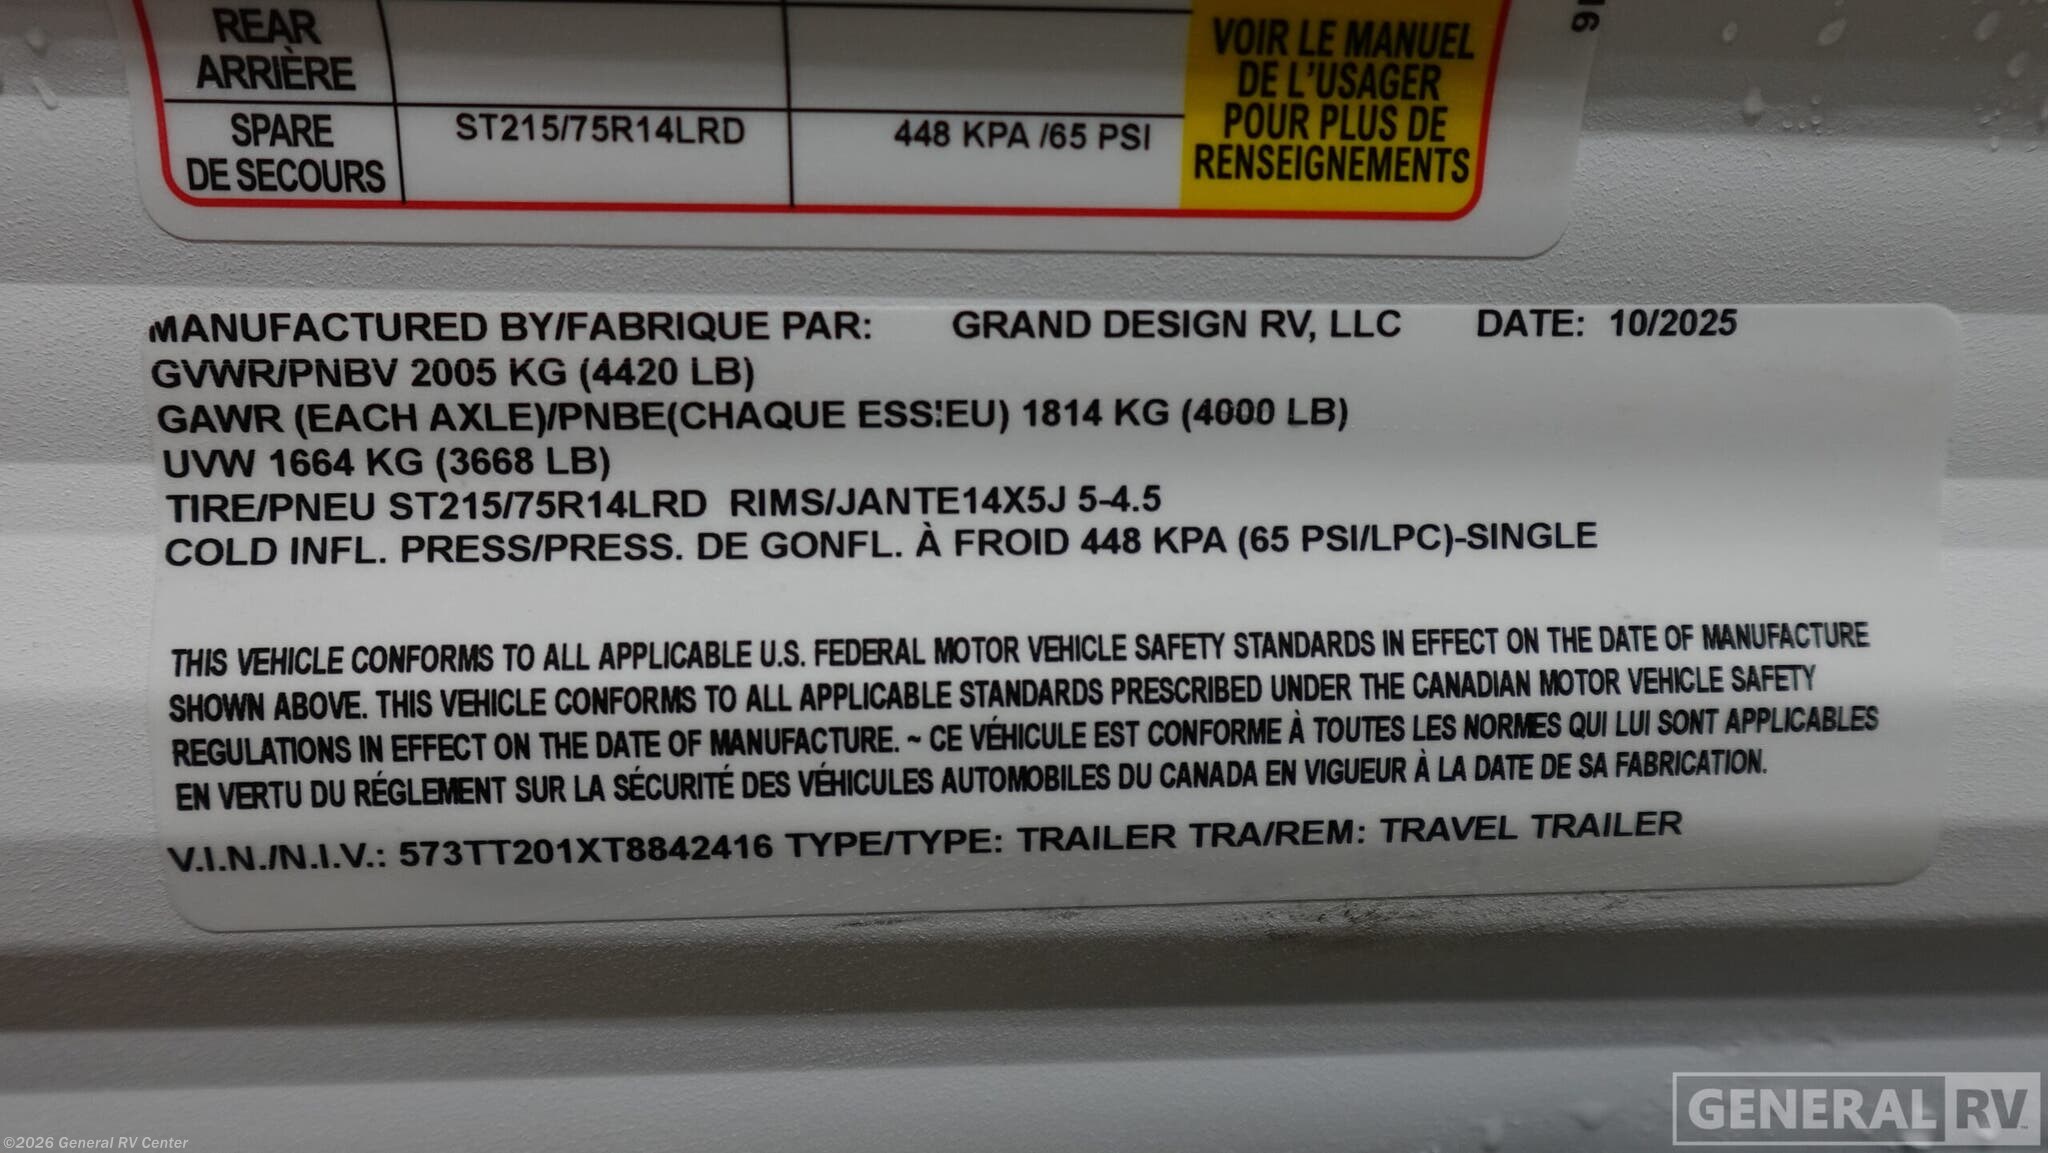 REAR
ARRIÈRE
SPARE
DE SECOURS
ST215/75R14LRD
448 KPA /65 PSI
VOIR LE MANUEL
DE L'USAGER
POUR PLUS DE
RENSEIGNEMENTS
MANUFACTURED BY/FABRIQUE PAR: GRAND DESIGN RV, LLC DATE: 10/2025
GVWR/PNBV 2005 KG (4420 LB)
GAWR (EACH AXLE)/PNBE(CHAQUE ESSIEU) 1814 KG (4000 LB)
UVW 1664 KG (3668 LB)
TIRE/PNEU ST215/75R14LRD RIMS/JANTE14X5J 5-4.5
COLD INFL. PRESS/PRESS. DE GONFL. À FROID 448 KPA (65 PSI/LPC)-SINGLE
THIS VEHICLE CONFORMS TO ALL APPLICABLE U.S. FEDERAL MOTOR VEHICLE SAFETY STANDARDS IN EFFECT ON THE DATE OF MANUFACTURE
SHOWN ABOVE. THIS VEHICLE CONFORMS TO ALL APPLICABLE STANDARDS PRESCRIBED UNDER THE CANADIAN MOTOR VEHICLE SAFETY
REGULATIONS IN EFFECT ON THE DATE OF MANUFACTURE. ~ CE VÉHICULE EST CONFORME À TOUTES LES NORMES QUI LUI SONT APPLICABLES
EN VERTU DU RÉGLEMENT SUR LA SÉCURITÉ DES VÉHICULES AUTOMOBILES DU CANADA EN VIGUEUR À LA DATE DE SA FABRICATION.
V.I.N./N.I.V.: 573TT201XT8842416 TYPE/TYPE: TRAILER TRA/REM: TRAVEL TRAILER
GENERAL RV
©2026 General RV Center